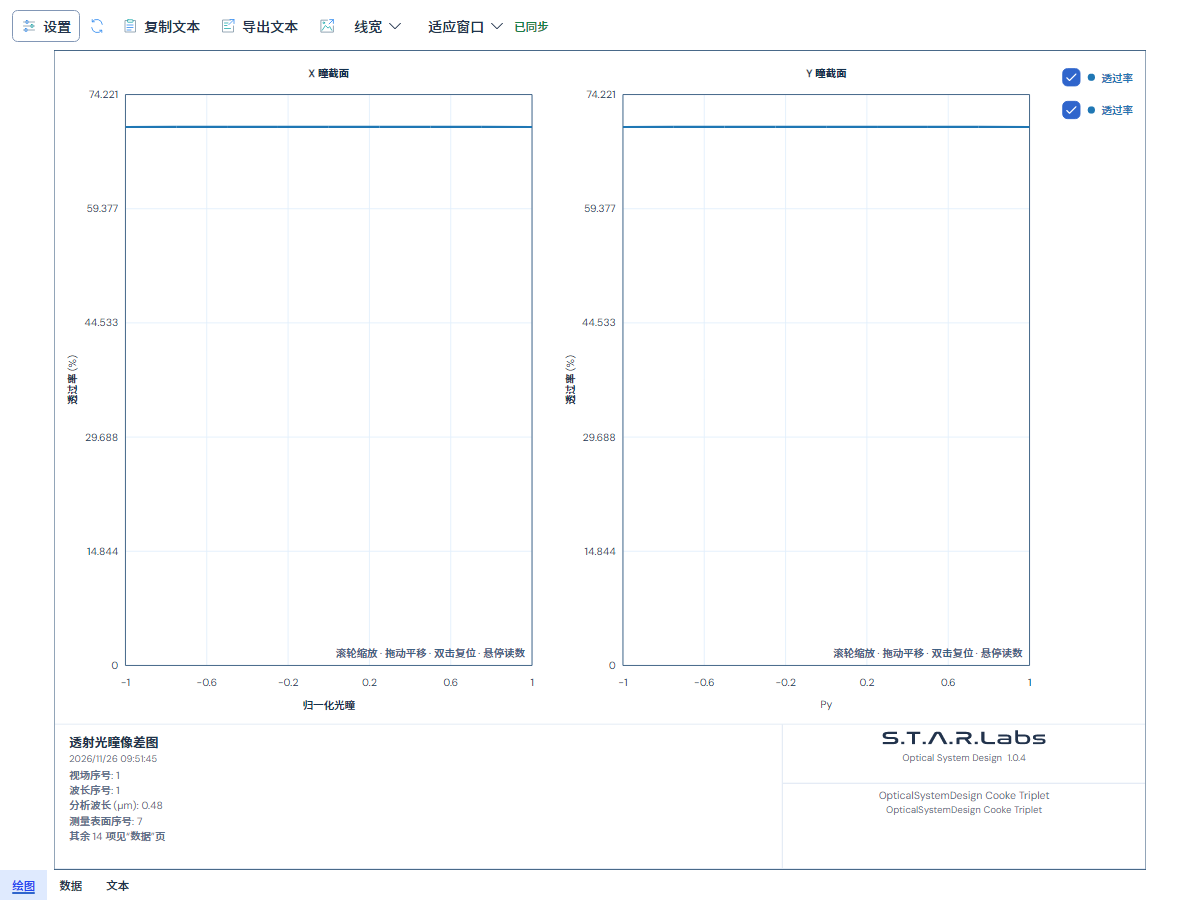 设置 复制文本 导出文本 线宽 适应窗口 已同步
X 瞳截面
74.221
59.377
44.533
29.688
14.844
0
透过率 (%)
滚轮缩放 · 拖动平移 · 双击复位 · 悬停读数
-1 -0.6 -0.2 0.2 0.6 1
归一化光瞳
Y 瞳截面
74.221
59.377
44.533
29.688
14.844
0
透过率 (%)
滚轮缩放 · 拖动平移 · 双击复位 · 悬停读数
-1 -0.6 -0.2 0.2 0.6 1
Py
透过率
透过率
透射光瞳像差图
2026/11/26 09:51:45
视场序号: 1
波长序号: 1
分析波长 (μm): 0.48
测量表面序号: 7
其余 14 项见"数据"页
S.T.A.R.Labs
Optical System Design 1.0.4
OpticalSystemDesign Cooke Triplet
OpticalSystemDesign Cooke Triplet
绘图 数据 文本